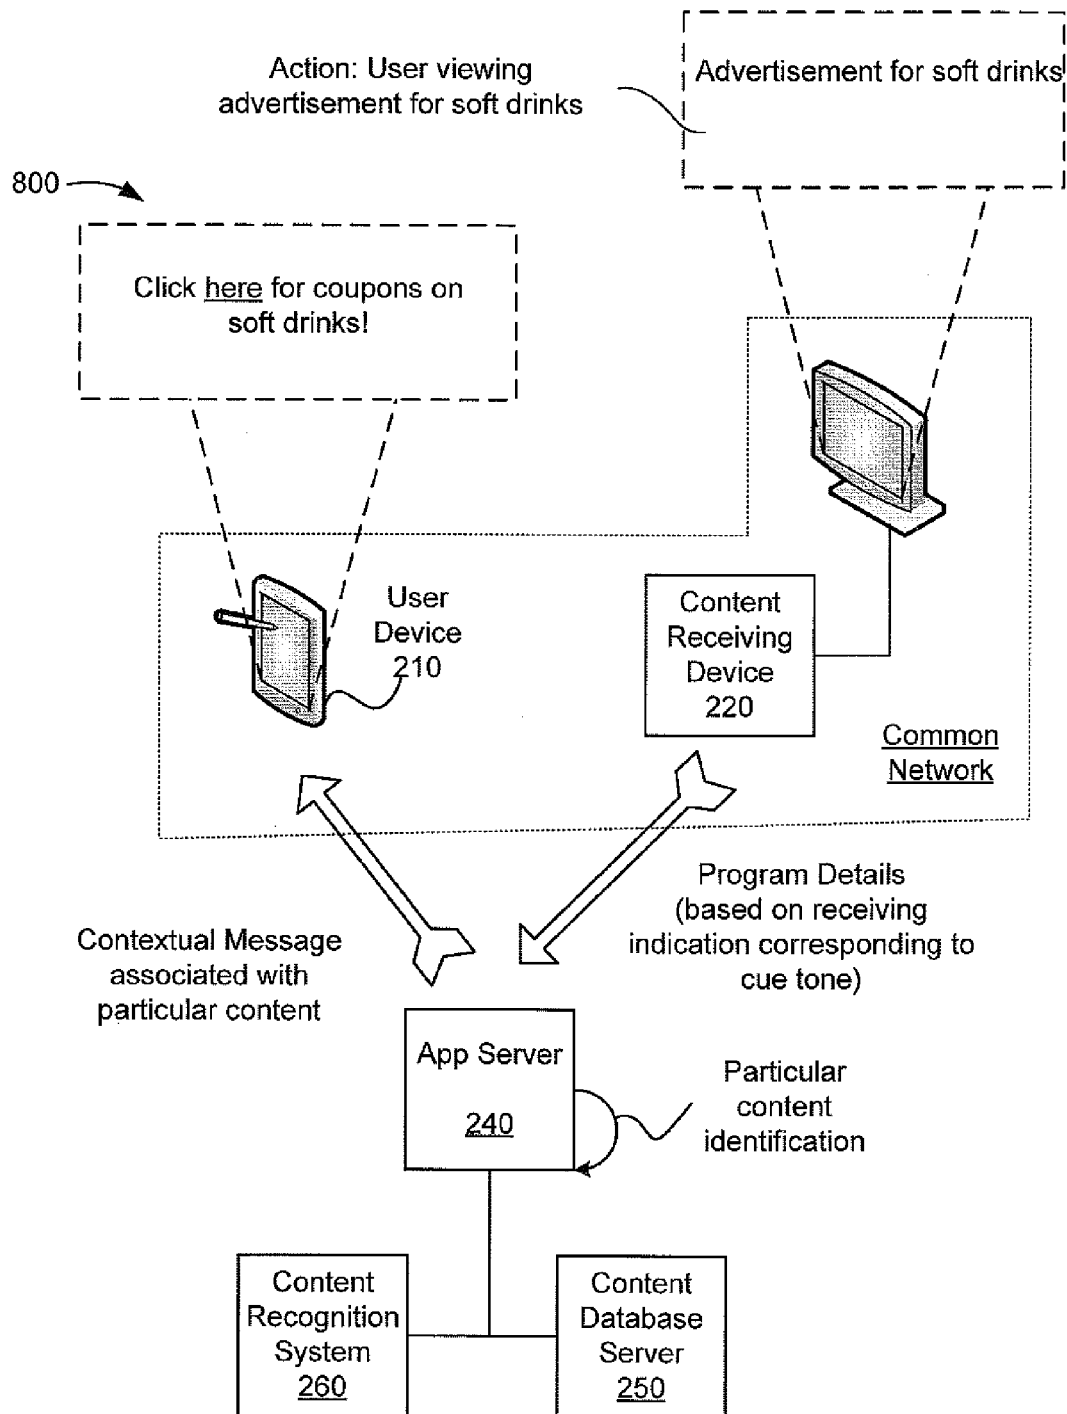 Action: User viewing
advertisement for soft drinks
Advertisement for soft drinks
800
Click here for coupons on
soft drinks!
User
Device
210
Content
Receiving
Device
220
Common
Network
Program Details
(based on receiving
indication corresponding to
cue tone)
Contextual Message
associated with
particular content
App Server
240
Particular
content
identification
Content
Recognition
System
260
Content
Database
Server
250